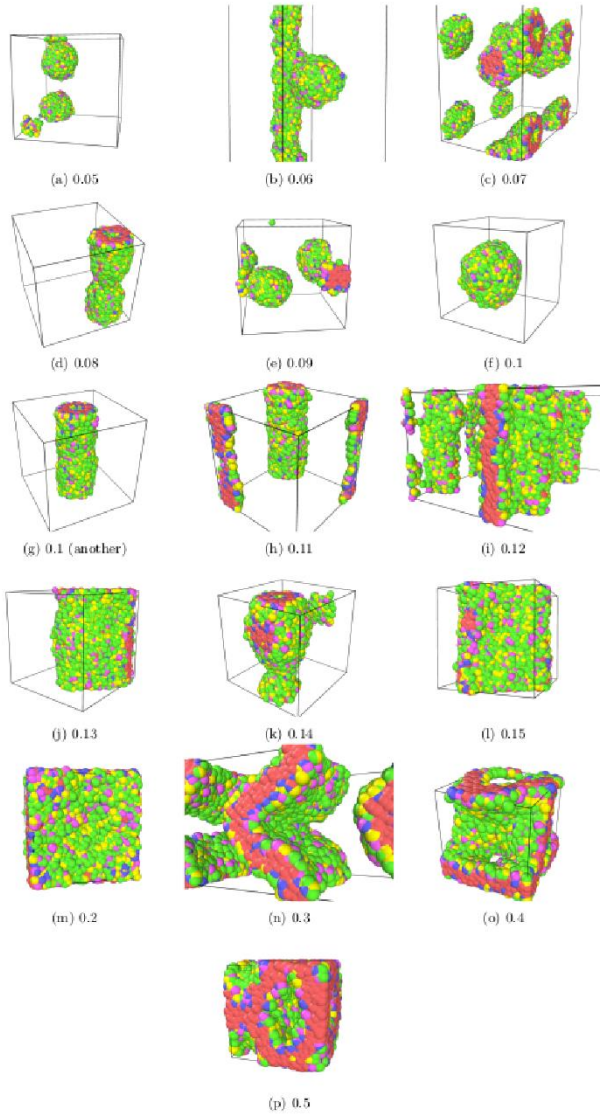 (a) 0.05
(b) 0.06
(c) 0.07
(d) 0.08
(e) 0.09
(f) 0.1
(g) 0.1 (another)
(h) 0.11
(i) 0.12
(j) 0.13
(k) 0.14
(l) 0.15
(m) 0.2
(n) 0.3
(o) 0.4
(p) 0.5